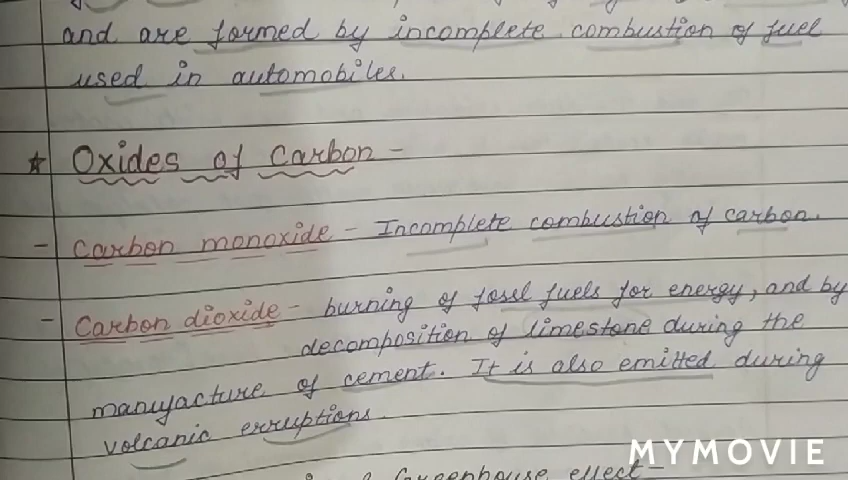 and are formed by incomplete combustion of fuel
used in automobiles.
★ Oxides of Carbon -
- Carbon monoxide - Incomplete combustion of carbon.
- Carbon dioxide - burning of fossl fuels for energy, and by
decomposition of limestone during the
manufacture of cement. It is also emitted during
volcanic erruptions.
Greenhouse effect -
MYMOVIE